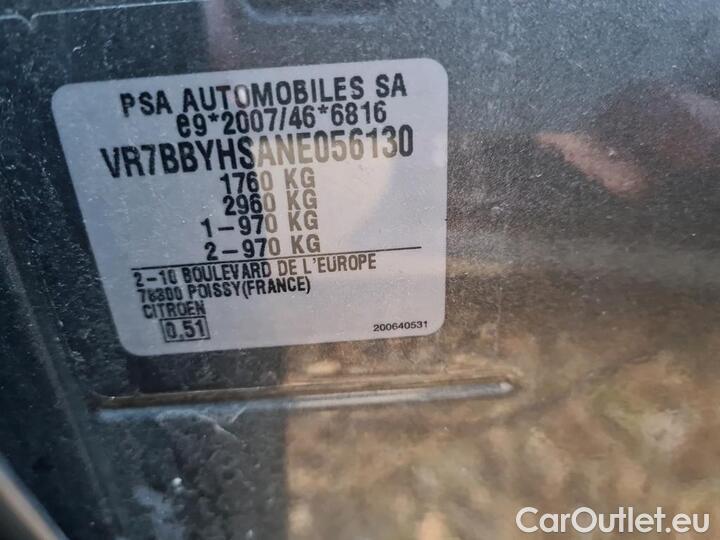 PSA AUTOMOBILES SA
e9*2007/46*6816
VR7BBYHSANE056130
1760 KG
2960 KG
1-970 KG
2-970 KG
2-10 BOULEVARD DE L'EUROPE
78300 POISSY(FRANCE)
CITROEN
0.51
200640531
CarOutlet.eu